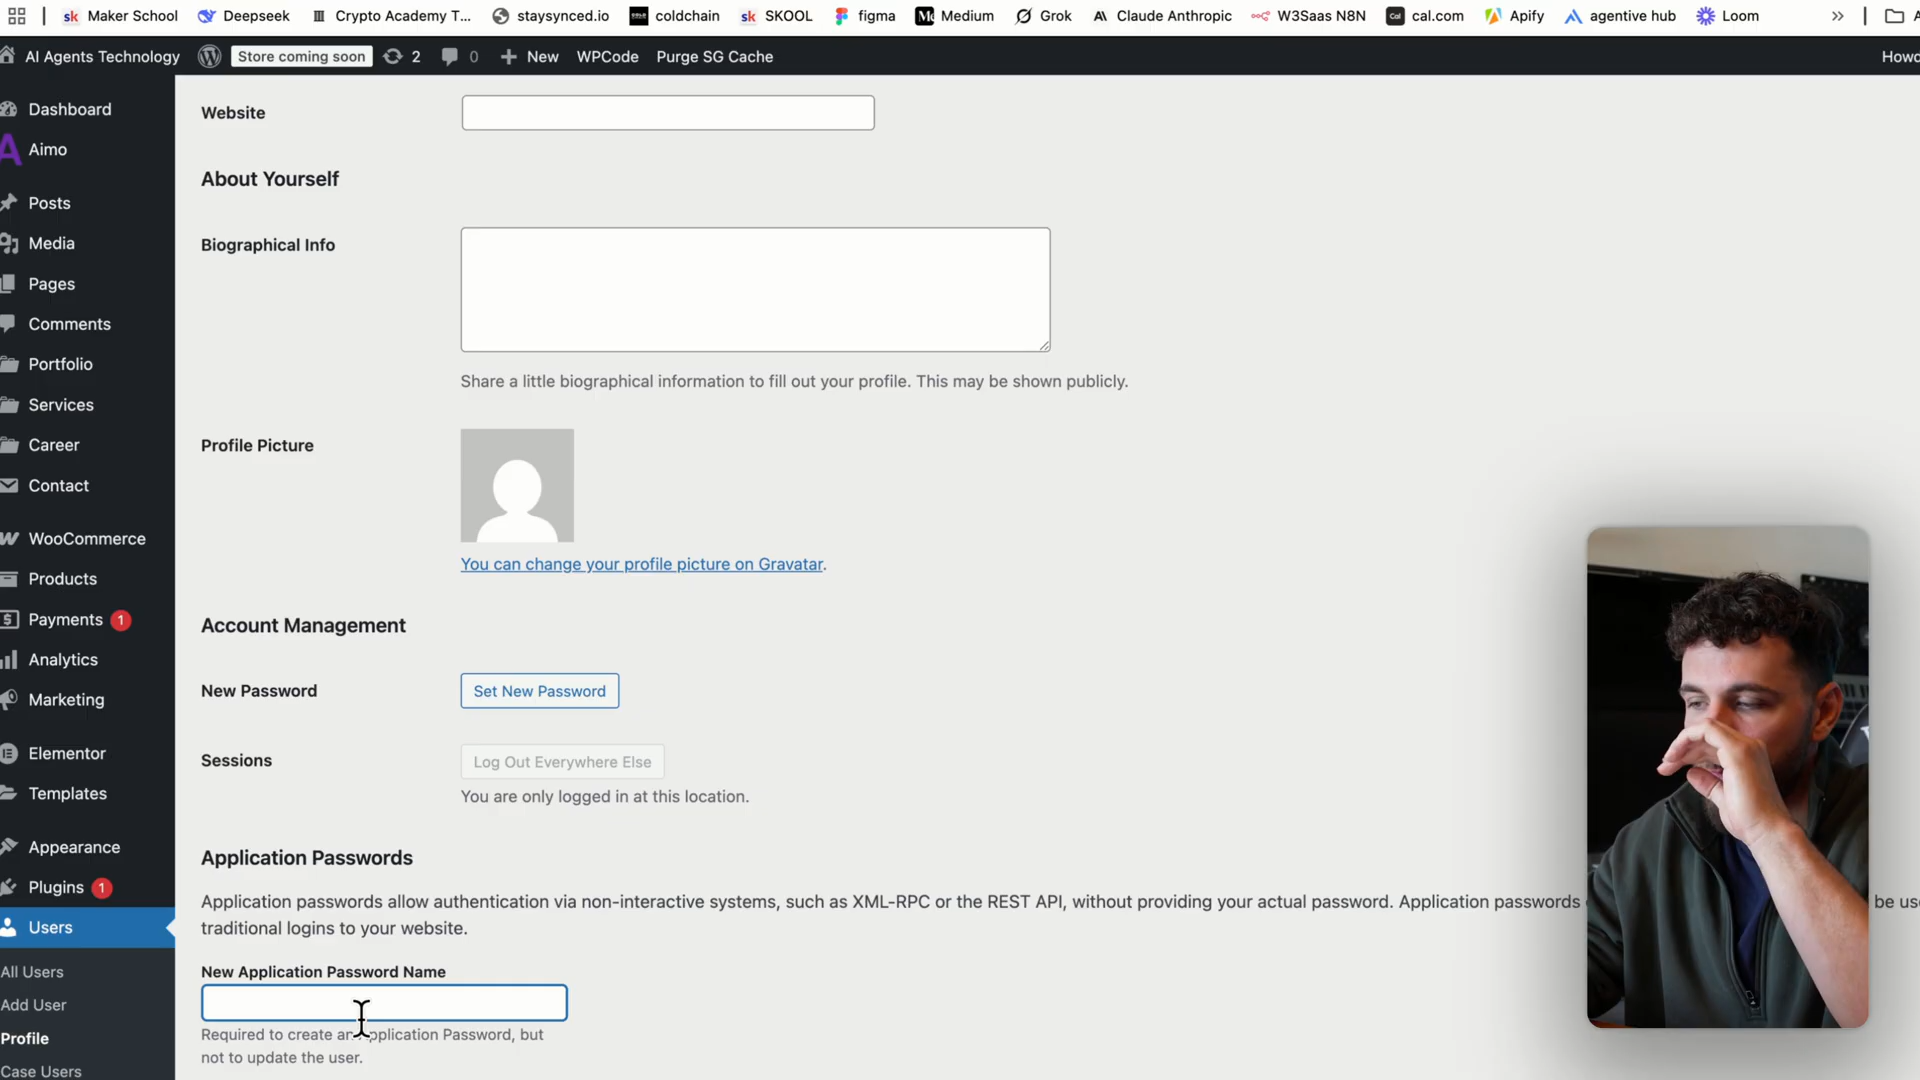 sk Maker School Deepseek Crypto Academy T... staysynced.io coldchain sk SKOOL figma Medium Grok Claude Anthropic W3Saas N8N Cal cal.com Apify agentive hub Loom »
AI Agents Technology Store coming soon 2 0 + New WPCode Purge SG Cache
Dashboard
Aimo
Posts
Media
Pages
Comments
Portfolio
Services
Career
Contact
WooCommerce
Products
Payments 1
Analytics
Marketing
Elementor
Templates
Appearance
Plugins 1
Users
All Users
Add User
Profile
Case Users
Website
About Yourself
Biographical Info
Share a little biographical information to fill out your profile. This may be shown publicly.
Profile Picture
You can change your profile picture on Gravatar.
Account Management
New Password Set New Password
Sessions Log Out Everywhere Else
You are only logged in at this location.
Application Passwords
Application passwords allow authentication via non-interactive systems, such as XML-RPC or the REST API, without providing your actual password. Application passwords be
traditional logins to your website.
New Application Password Name
Required to create an Application Password, but
not to update the user.